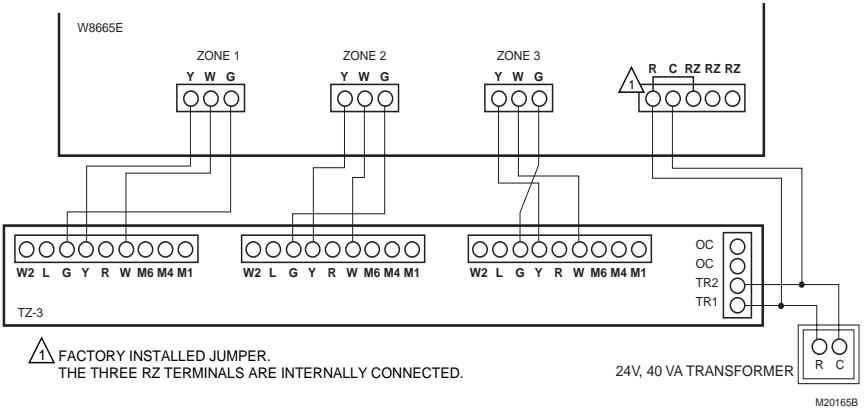 W8665E
ZONE 1 ZONE 2 ZONE 3
Y W G Y W G Y W G R C RZ RZ RZ
1
W2 L G Y R W M6 M4 M1 W2 L G Y R W M6 M4 M1 W2 L G Y R W M6 M4 M1
OC
OC
TR2
TR1
TZ-3
1 FACTORY INSTALLED JUMPER.
THE THREE RZ TERMINALS ARE INTERNALLY CONNECTED.
24V, 40 VA TRANSFORMER
R C
M20165B